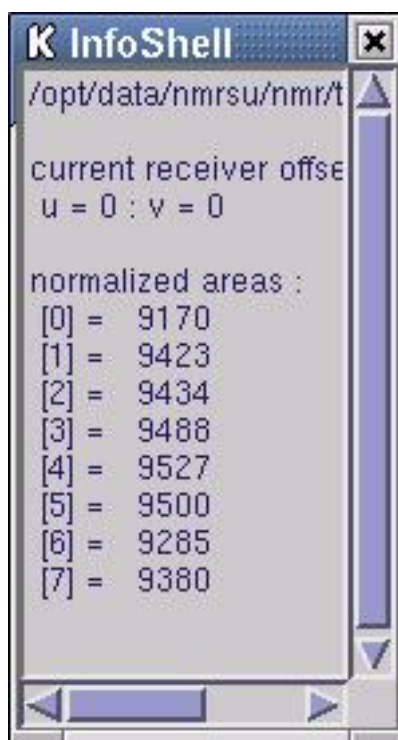 K InfoShell
/opt/data/nmrsu/nmr/t
current receiver offse
u = 0 : v = 0
normalized areas :
[0] = 9170
[1] = 9423
[2] = 9434
[3] = 9488
[4] = 9527
[5] = 9500
[6] = 9285
[7] = 9380